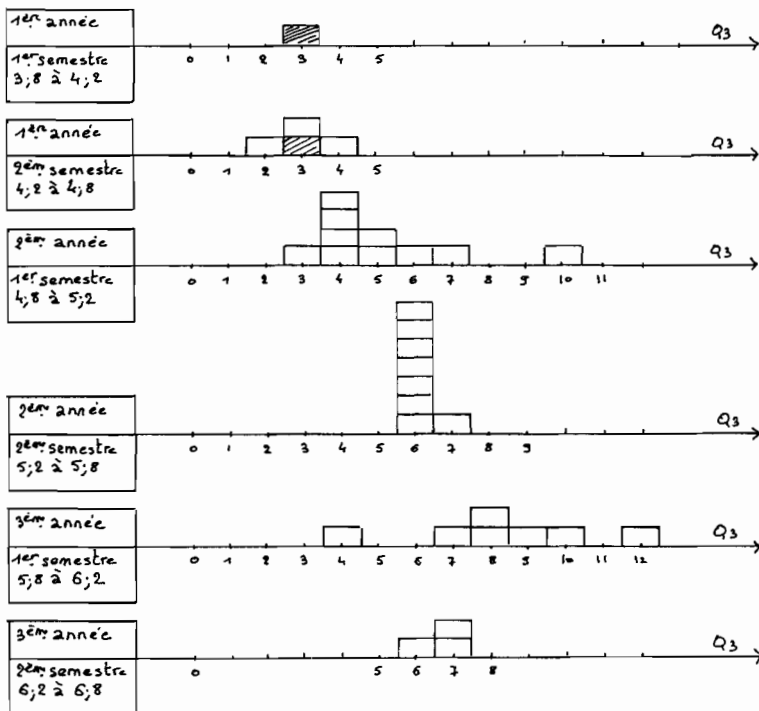 1ère année
Q3
1er semestre
3;8 à 4;2
0 1 2 3 4 5
1ère année
Q3
2ème semestre
4;2 à 4;8
0 1 2 3 4 5
2ème année
Q3
1er semestre
4;8 à 5;2
0 1 2 3 4 5 6 7 8 9 10 11
2ème année
Q3
2ème semestre
5;2 à 5;8
0 1 2 3 4 5 6 7 8 9
3ème année
Q3
1er semestre
5;8 à 6;2
0 1 2 3 4 5 6 7 8 9 10 11 12
3ème année
Q3
2ème semestre
6;2 à 6;8
0 5 6 7 8